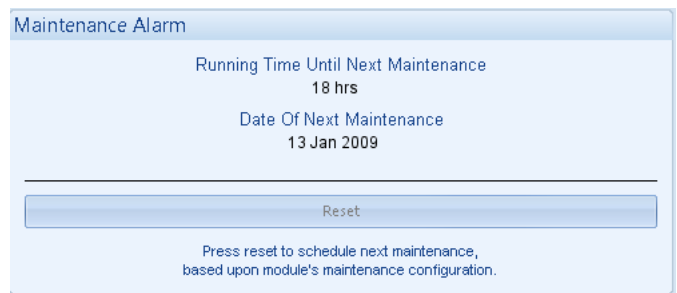 Maintenance Alarm
Running Time Until Next Maintenance
18 hrs
Date Of Next Maintenance
13 Jan 2009
Reset
Press reset to schedule next maintenance,
based upon module's maintenance configuration.